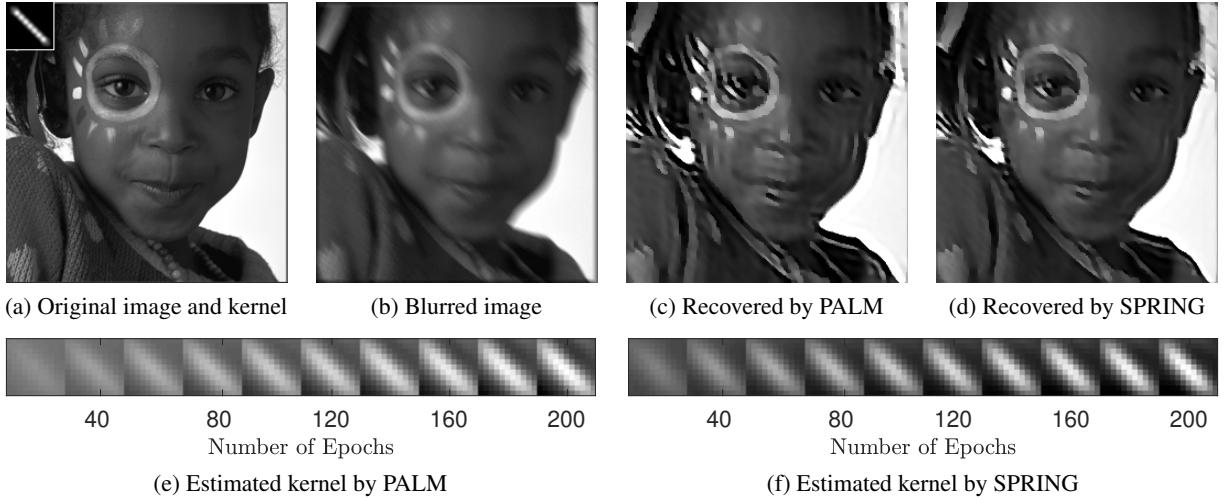 (a) Original image and kernel
(b) Blurred image
(c) Recovered by PALM
(d) Recovered by SPRING
40 80 120 160 200
Number of Epochs
(e) Estimated kernel by PALM
40 80 120 160 200
Number of Epochs
(f) Estimated kernel by SPRING